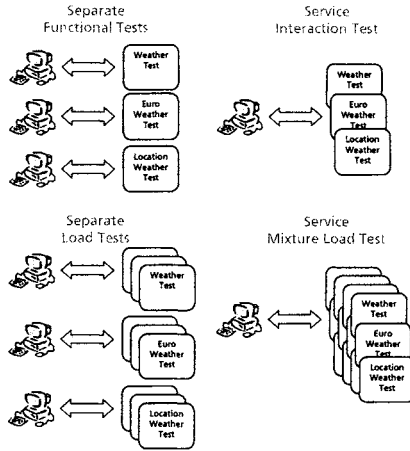 Separate
Functional Tests
Weather
Test
Euro
Weather
Test
Location
Weather
Test
Service
Interaction Test
Weather
Test
Euro
Weather
Test
Location
Weather
Test
Separate
Load Tests
Weather
Test
Euro
Weather
Test
Location
Weather
Test
Service
Mixture Load Test
Weather
Test
Euro
Weather
Test
Location
Weather
Test